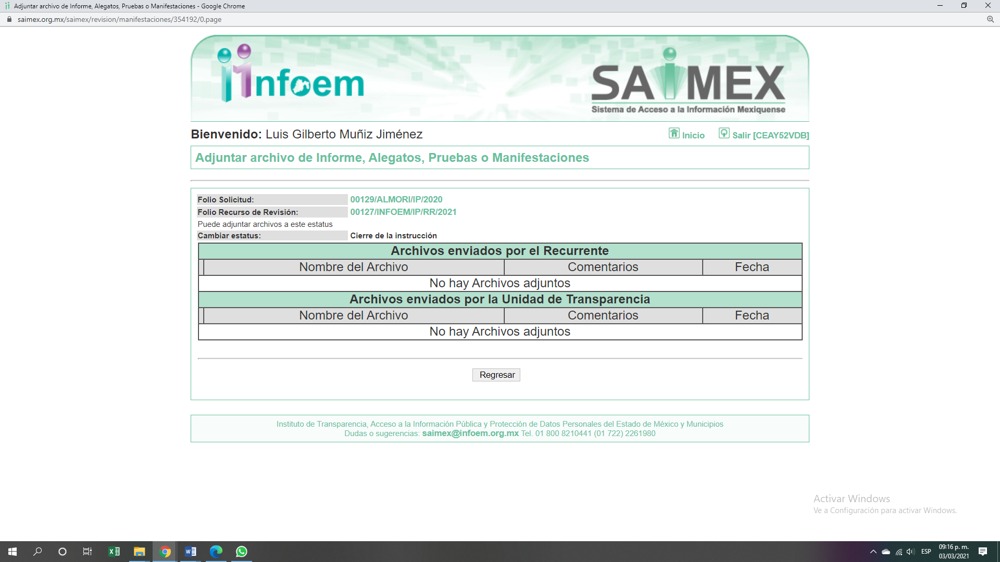 Adjuntar archivo de Informe, Alegatos, Pruebas o Manifestaciones - Google Chrome
saimex.org.mx/saimex/revision/manifestaciones/354192/0.page
infoem
SAIMEX
Sistema de Acceso a la Información Mexiquense
Bienvenido: Luis Gilberto Muñiz Jiménez
Inicio
Salir [CEAY52VDB]
Adjuntar archivo de Informe, Alegatos, Pruebas o Manifestaciones
Folio Solicitud: 00129/ALMORI/IP/2020
Folio Recurso de Revisión: 00127/INFOEM/IP/RR/2021
Puede adjuntar archivos a este estatus
Cambiar estatus: Cierre de la instrucción
Archivos enviados por el Recurrente
Nombre del Archivo Comentarios Fecha
No hay Archivos adjuntos
Archivos enviados por la Unidad de Transparencia
Nombre del Archivo Comentarios Fecha
No hay Archivos adjuntos
Regresar
Instituto de Transparencia, Acceso a la Información Pública y Protección de Datos Personales del Estado de México y Municipios
Dudas o sugerencias: saimex@infoem.org.mx Tel. 01 800 8210441 (01 722) 2261980
Activar Windows
Ve a Configuración para activar Windows.
ESP
09:16 p. m.
03/03/2021